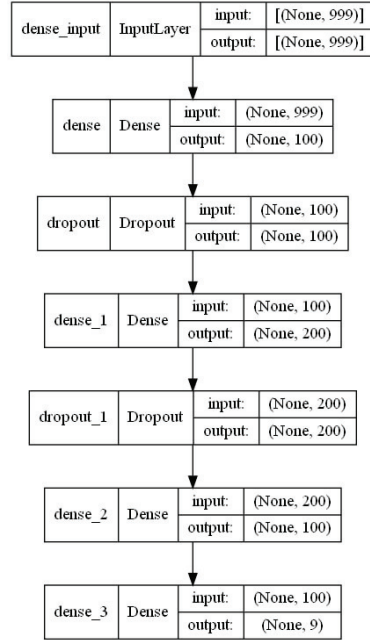 dense_input InputLayer input: [(None, 999)]
output: [(None, 999)]
dense Dense input: (None, 999)
output: (None, 100)
dropout Dropout input: (None, 100)
output: (None, 100)
dense_1 Dense input: (None, 100)
output: (None, 200)
dropout_1 Dropout input: (None, 200)
output: (None, 200)
dense_2 Dense input: (None, 200)
output: (None, 100)
dense_3 Dense input: (None, 100)
output: (None, 9)